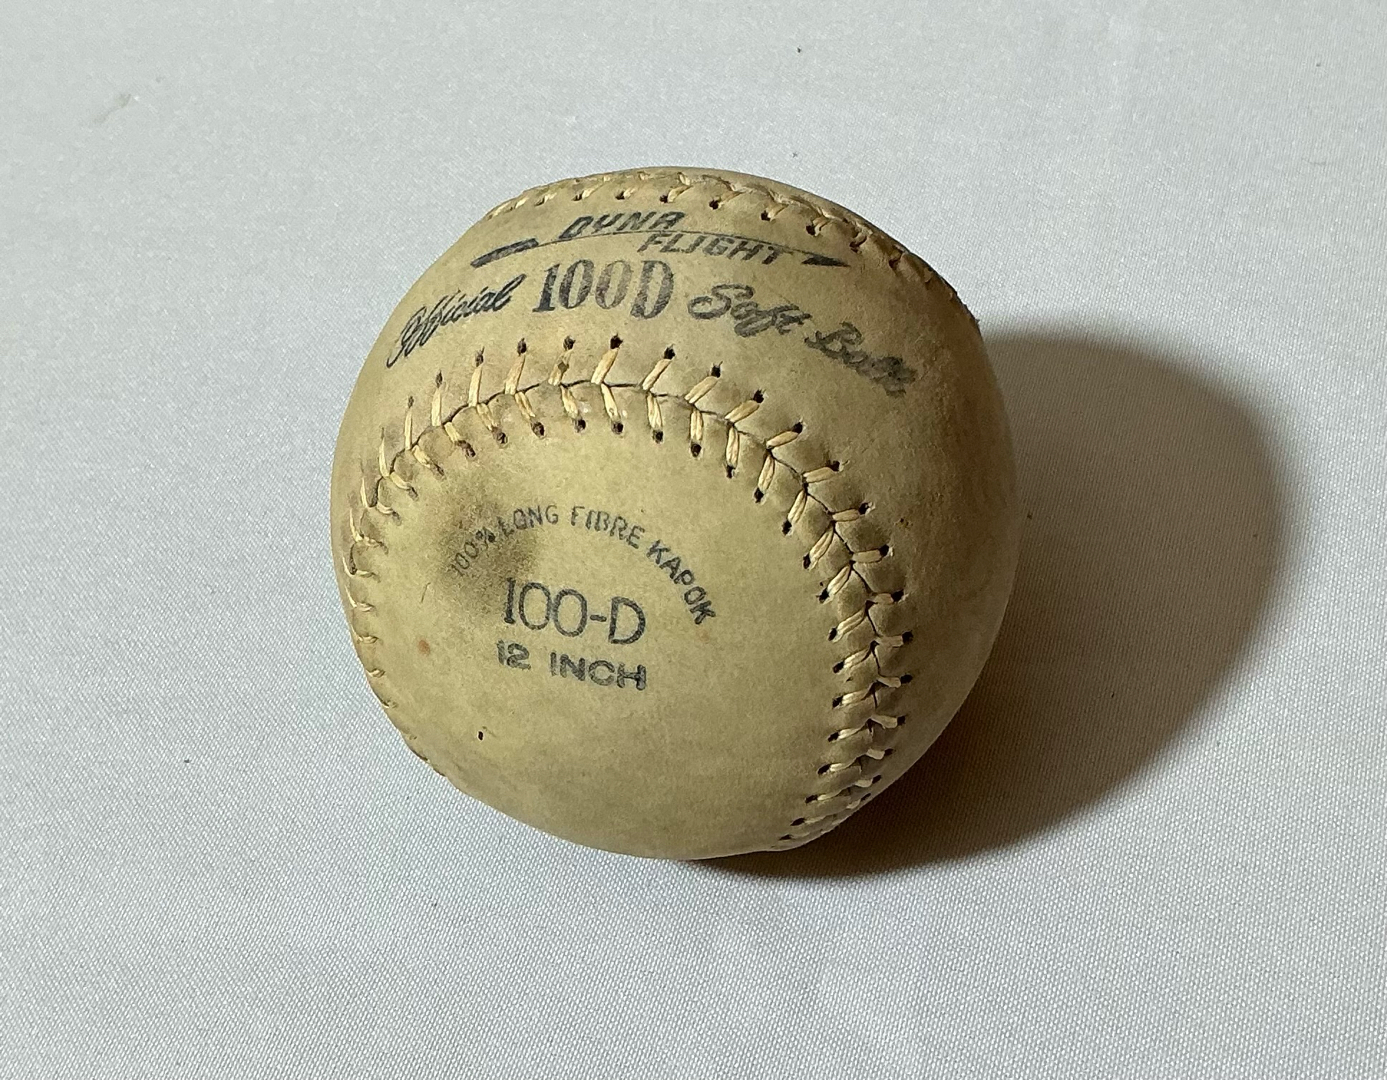 DYNA
FLIGHT
Official 100D Soft Ball
100% LONG FIBRE KAPOK
100-D
12 INCH